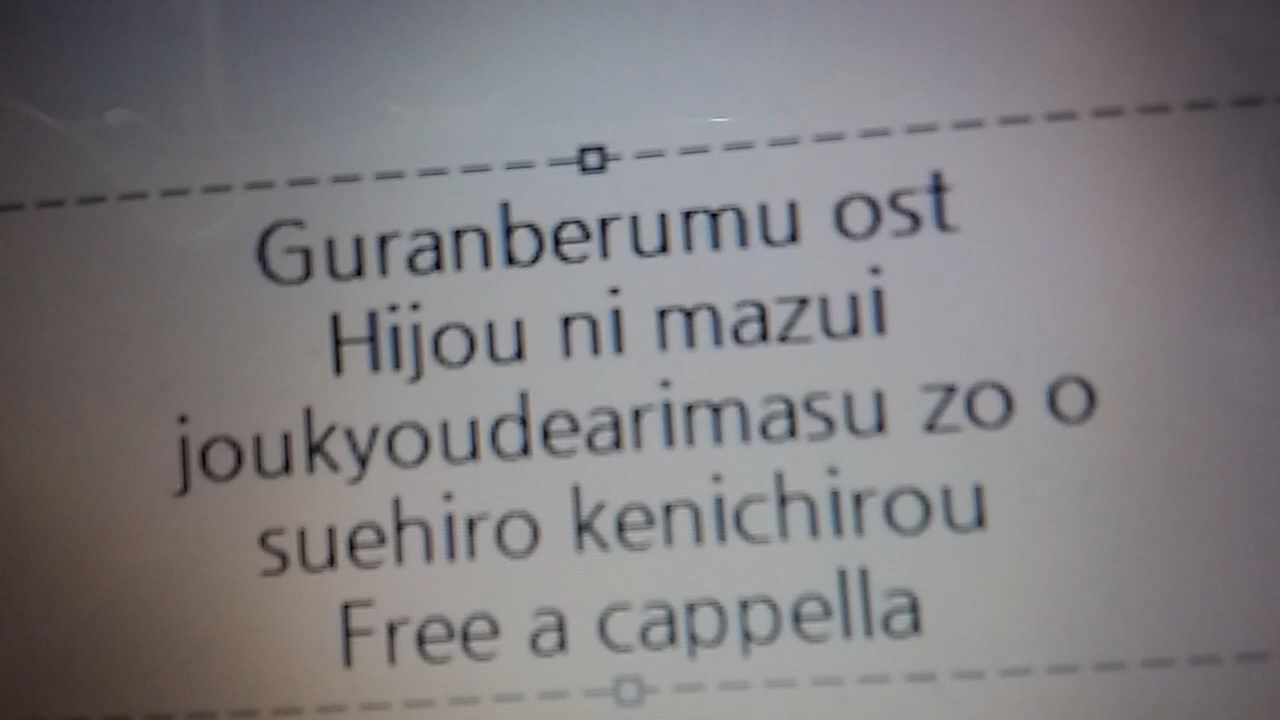 Guranberumu ost
Hijou ni mazui
joukyoudearimasu zo o
suehiro kenichirou
Free a cappella